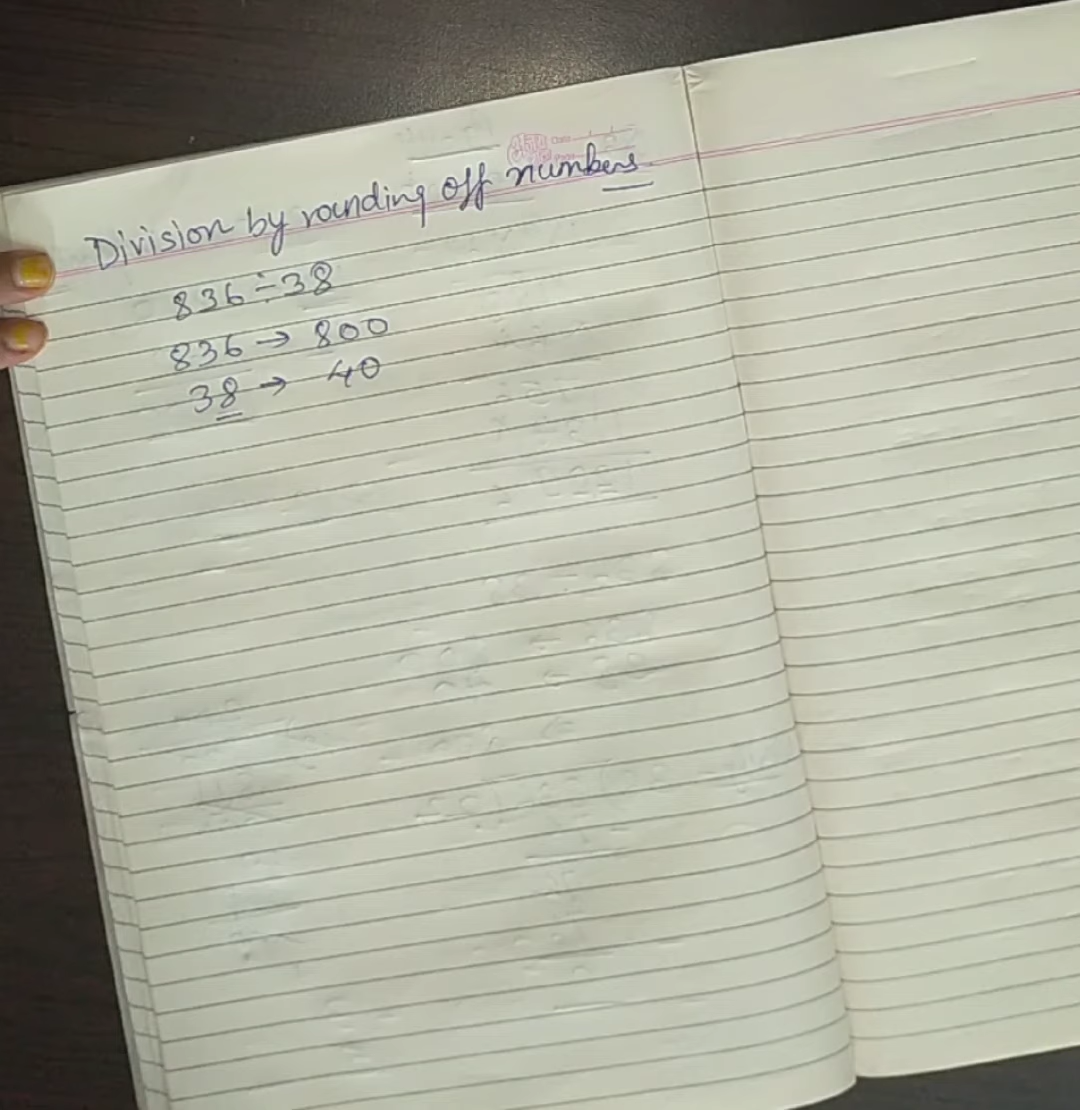 Division by rounding off numbers
836 ÷ 38
836 → 800
38 → 40